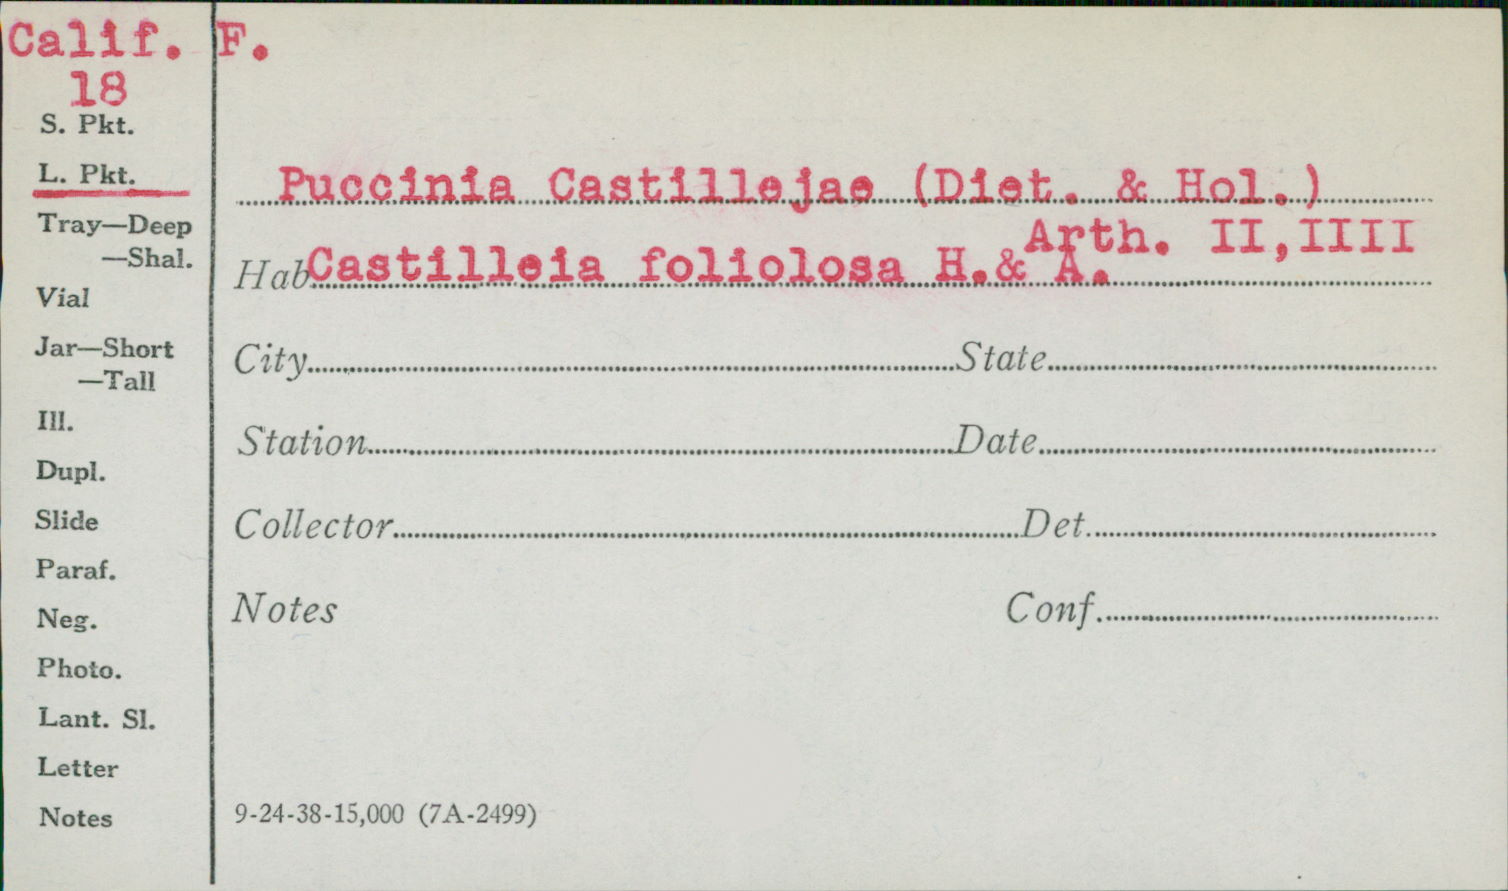 Calif. F.
18
S. Pkt.
L. Pkt.
Puccinia Castillejae (Diet. & Hol.)
Arth. II,IIII
Tray—Deep
—Shal.
Hab Castilleia foliolosa H.& A.
Vial
Jar—Short
—Tall
City State
Ill.
Station Date
Dupl.
Slide
Collector Det.
Paraf.
Neg.
Notes Conf.
Photo.
Lant. Sl.
Letter
Notes
9-24-38-15,000 (7A-2499)